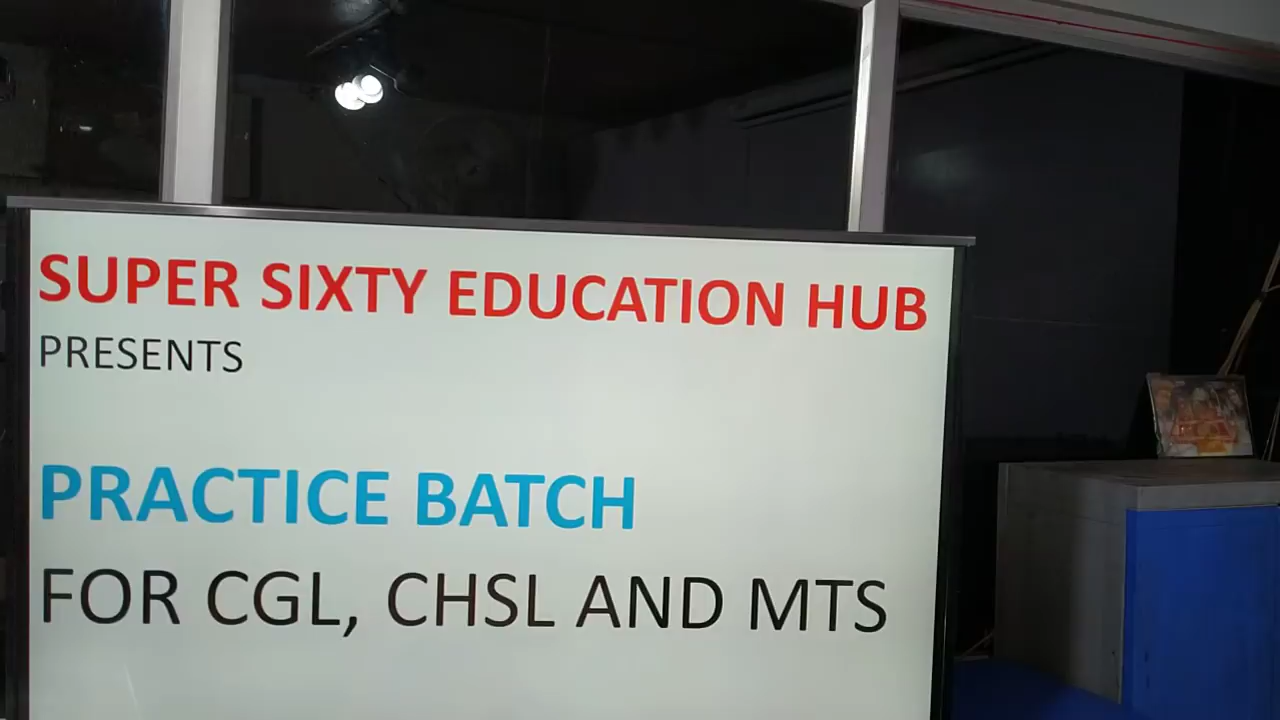 SUPER SIXTY EDUCATION HUB
PRESENTS
PRACTICE BATCH
FOR CGL, CHSL AND MTS